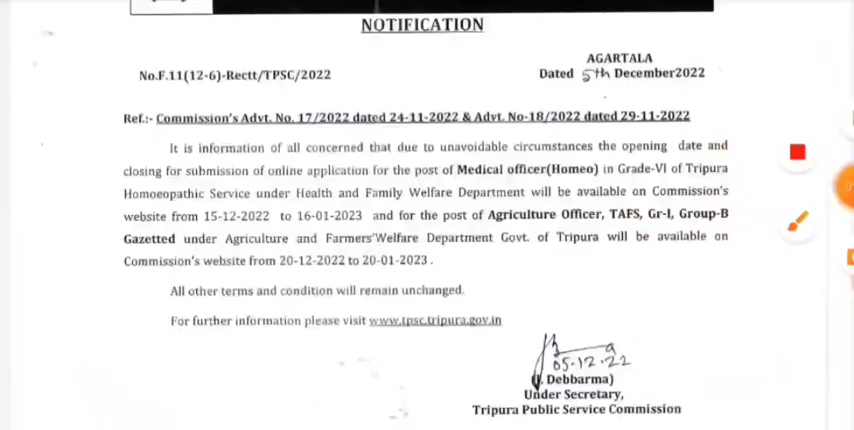 NOTIFICATION
AGARTALA
No.F.11(12-6)-Rectt/TPSC/2022
Dated 5th December2022
Ref.:- Commission's Advt. No. 17/2022 dated 24-11-2022 & Advt. No-18/2022 dated 29-11-2022
It is information of all concerned that due to unavoidable circumstances the opening date and
closing for submission of online application for the post of Medical officer(Homeo) in Grade-VI of Tripura
Homoeopathic Service under Health and Family Welfare Department will be available on Commission's
website from 15-12-2022 to 16-01-2023 and for the post of Agriculture Officer, TAFS, Gr-I, Group-B
Gazetted under Agriculture and Farmers'Welfare Department Govt. of Tripura will be available on
Commission's website from 20-12-2022 to 20-01-2023 .
All other terms and condition will remain unchanged.
For further information please visit www.tpsc.tripura.gov.in
05-12-22
Debbarma)
Under Secretary,
Tripura Public Service Commission